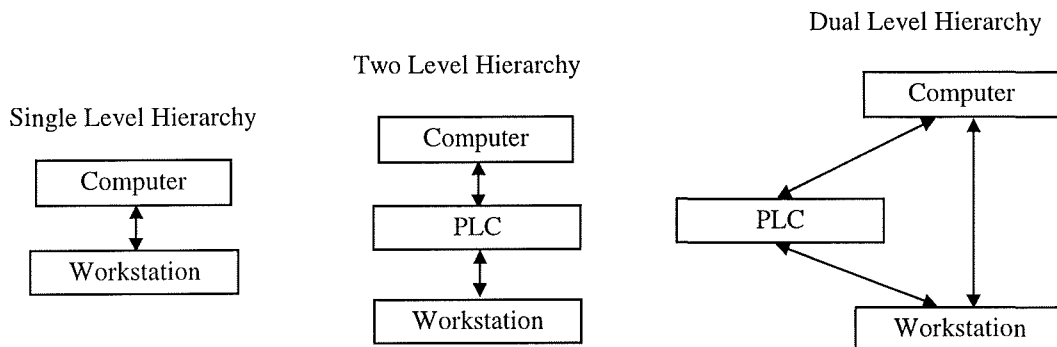 Single Level Hierarchy
Computer
Workstation
Two Level Hierarchy
Computer
PLC
Workstation
Dual Level Hierarchy
Computer
PLC
Workstation